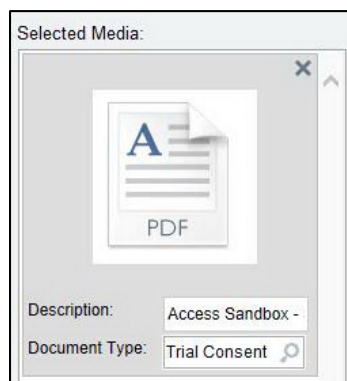 Selected Media:
A
PDF
Description: Access Sandbox -
Document Type: Trial Consent